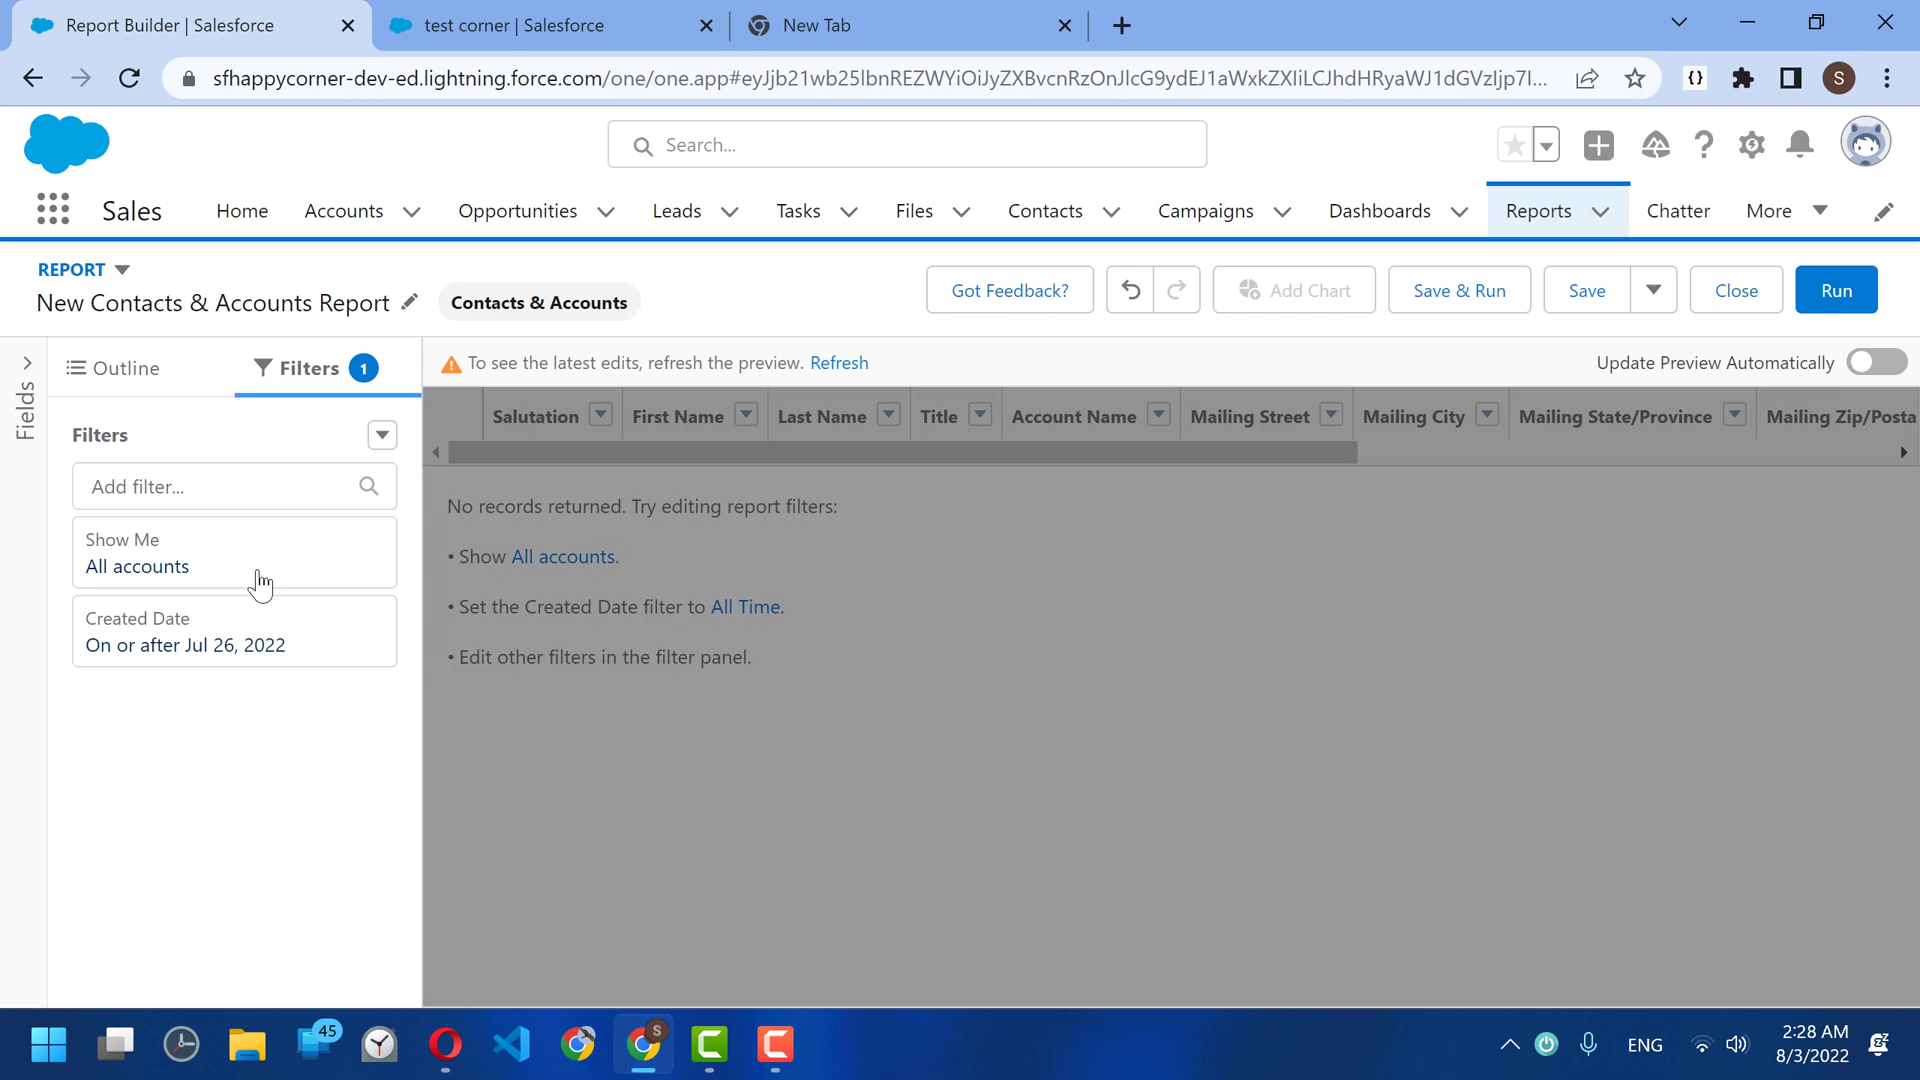 Report Builder | Salesforce
test corner | Salesforce
New Tab
sfhappycorner-dev-ed.lightning.force.com/one/one.app#eyJjb21wb25lbnREZWYiOiJyZXBvcnRzOnJlcG9ydEJ1aWxkZXIiLCJhdHRyaWJ1dGVzIjp7I...
{}
S
Search...
Sales
Home
Accounts
Opportunities
Leads
Tasks
Files
Contacts
Campaigns
Dashboards
Reports
Chatter
More
REPORT
New Contacts & Accounts Report
Contacts & Accounts
Got Feedback?
Add Chart
Save & Run
Save
Close
Run
Fields
Outline
Filters 1
To see the latest edits, refresh the preview. Refresh
Update Preview Automatically
Filters
Add filter...
Show Me
All accounts
Created Date
On or after Jul 26, 2022
Salutation
First Name
Last Name
Title
Account Name
Mailing Street
Mailing City
Mailing State/Province
Mailing Zip/Posta
No records returned. Try editing report filters:
• Show All accounts.
• Set the Created Date filter to All Time.
• Edit other filters in the filter panel.
45
S
ENG
2:28 AM
8/3/2022